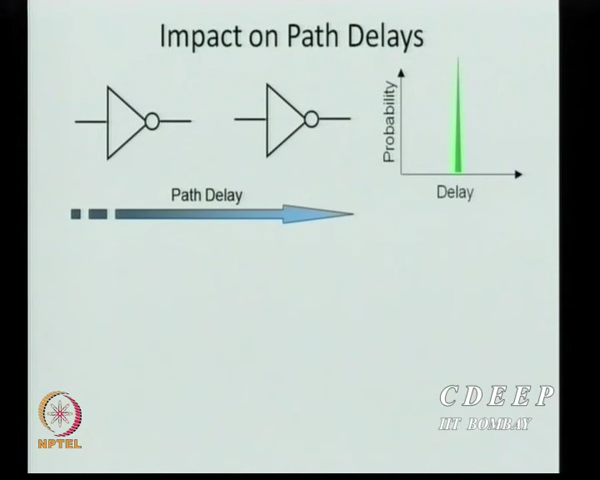 Impact on Path Delays
Probability
Delay
Path Delay
NPTEL
CDEEP
IIT BOMBAY